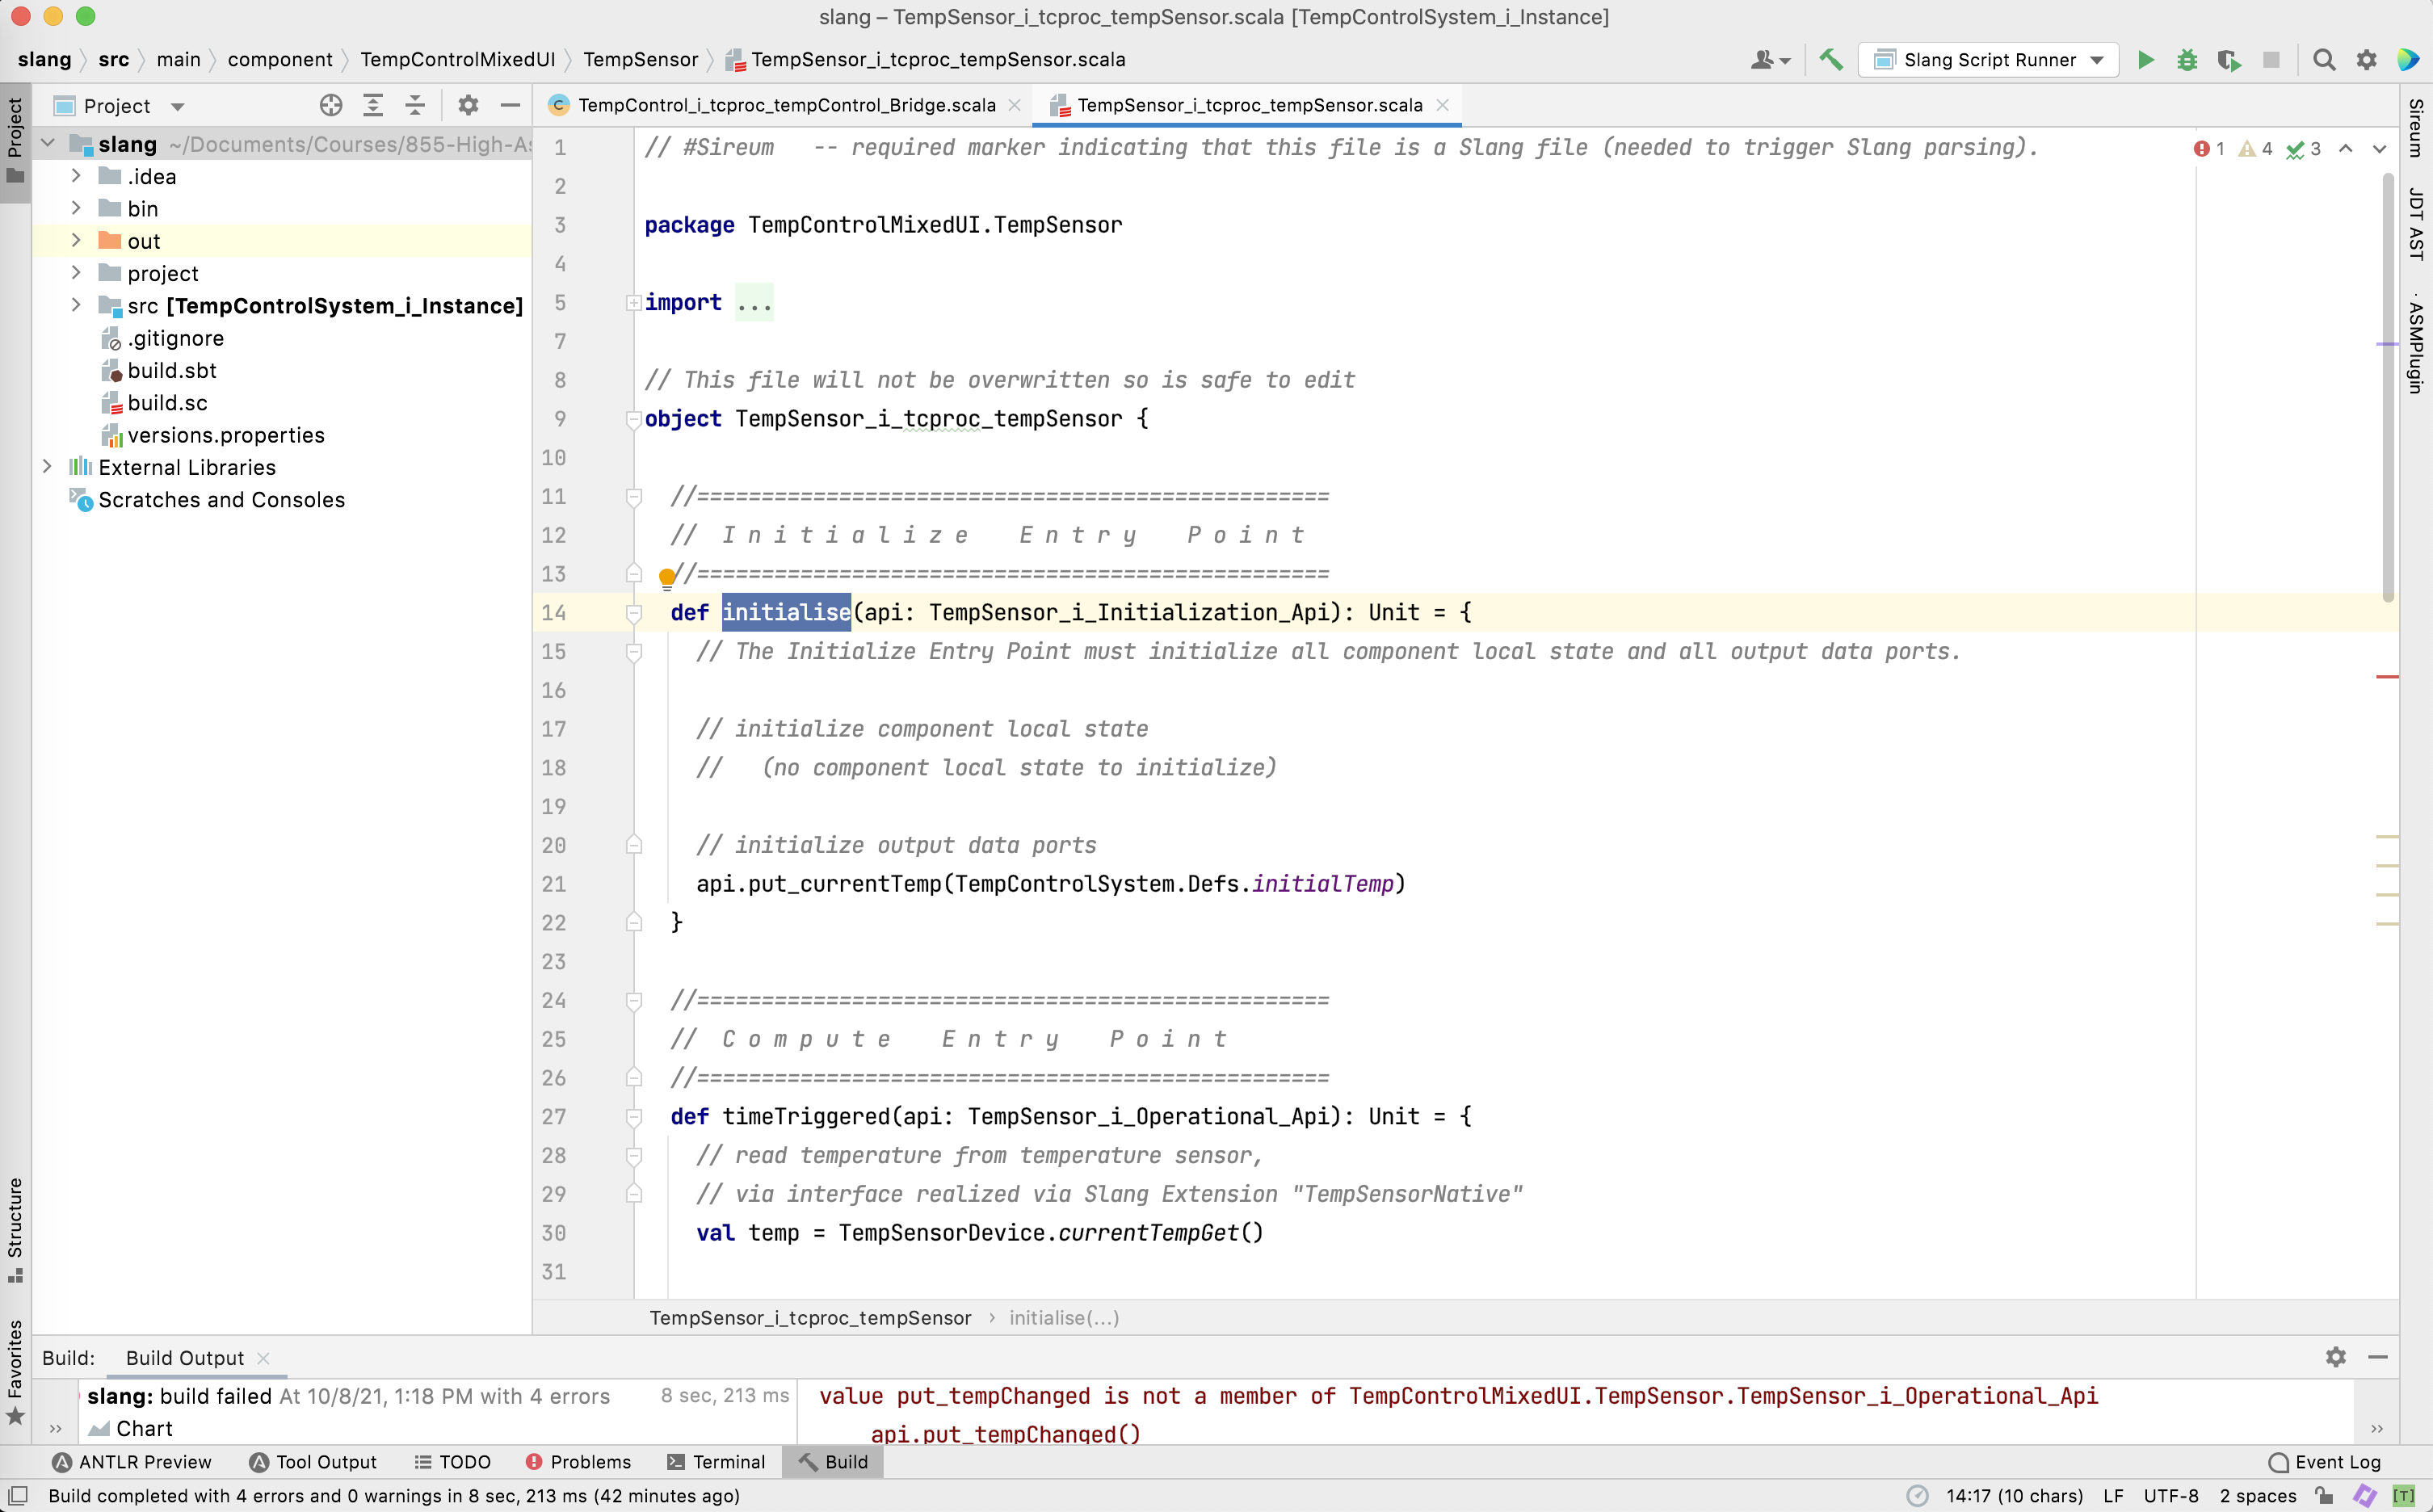 slang – TempSensor_i_tcproc_tempSensor.scala [TempControlSystem_i_Instance]
slang src main component TempControlMixedUI TempSensor TempSensor_i_tcproc_tempSensor.scala
Slang Script Runner
Project
TempControl_i_tcproc_tempControl_Bridge.scala
TempSensor_i_tcproc_tempSensor.scala
Project
Structure
Favorites
slang ~/Documents/Courses/855-High-As
.idea
bin
out
project
src [TempControlSystem_i_Instance]
.gitignore
build.sbt
build.sc
versions.properties
External Libraries
Scratches and Consoles
1 // #Sireum -- required marker indicating that this file is a Slang file (needed to trigger Slang parsing).
2
3 package TempControlMixedUI.TempSensor
4
5 import ...
7
8 // This file will not be overwritten so is safe to edit
9 object TempSensor_i_tcproc_tempSensor {
10
11 //=================================================
12 // I n i t i a l i z e   E n t r y   P o i n t
13 //=================================================
14 def initialise(api: TempSensor_i_Initialization_Api): Unit = {
15 // The Initialize Entry Point must initialize all component local state and all output data ports.
16
17 // initialize component local state
18 //   (no component local state to initialize)
19
20 // initialize output data ports
21 api.put_currentTemp(TempControlSystem.Defs.initialTemp)
22 }
23
24 //=================================================
25 // C o m p u t e   E n t r y   P o i n t
26 //=================================================
27 def timeTriggered(api: TempSensor_i_Operational_Api): Unit = {
28 // read temperature from temperature sensor,
29 // via interface realized via Slang Extension "TempSensorNative"
30 val temp = TempSensorDevice.currentTempGet()
31
1 4 3
Sireum
JDT AST
ASMPlugin
TempSensor_i_tcproc_tempSensor › initialise(...)
Build: Build Output
slang: build failed At 10/8/21, 1:18 PM with 4 errors 8 sec, 213 ms
Chart
value put_tempChanged is not a member of TempControlMixedUI.TempSensor.TempSensor_i_Operational_Api
api.put_tempChanged()
ANTLR Preview Tool Output TODO Problems Terminal Build Event Log
Build completed with 4 errors and 0 warnings in 8 sec, 213 ms (42 minutes ago) 14:17 (10 chars) LF UTF-8 2 spaces [T]